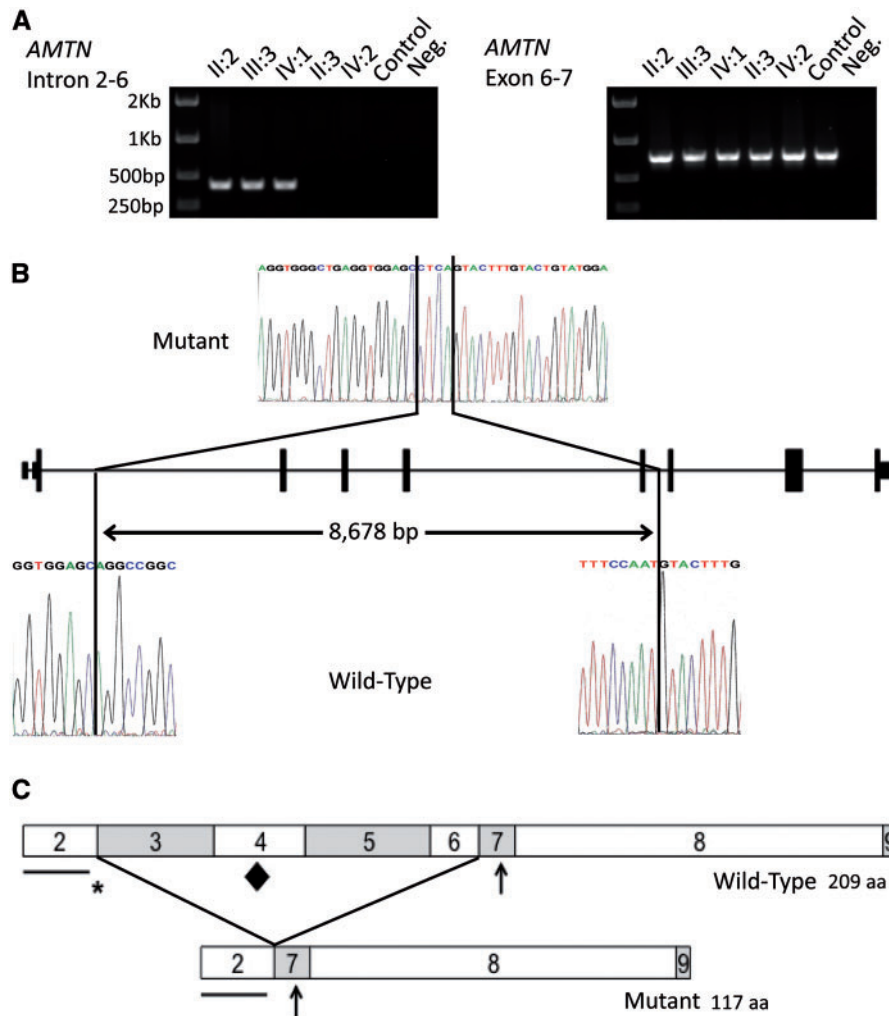 A
AMTN
Intron 2-6
II:2
III:3
IV:1
II:3
IV:2
Control
Neg.
2Kb
1Kb
500bp
250bp
AMTN
Exon 6-7
II:2
III:3
IV:1
II:3
IV:2
Control
Neg.
B
AGGTGGGCTGAGGTGGAGCCTCAGTACTTTGTACTGTATGGA
Mutant
8,678 bp
GGTGGAGCAGGCCGGC
TTTCCAATGTACTTTG
Wild-Type
C
2 3 4 5 6 7 8 9
*
Wild-Type 209 aa
2 7 8 9
Mutant 117 aa